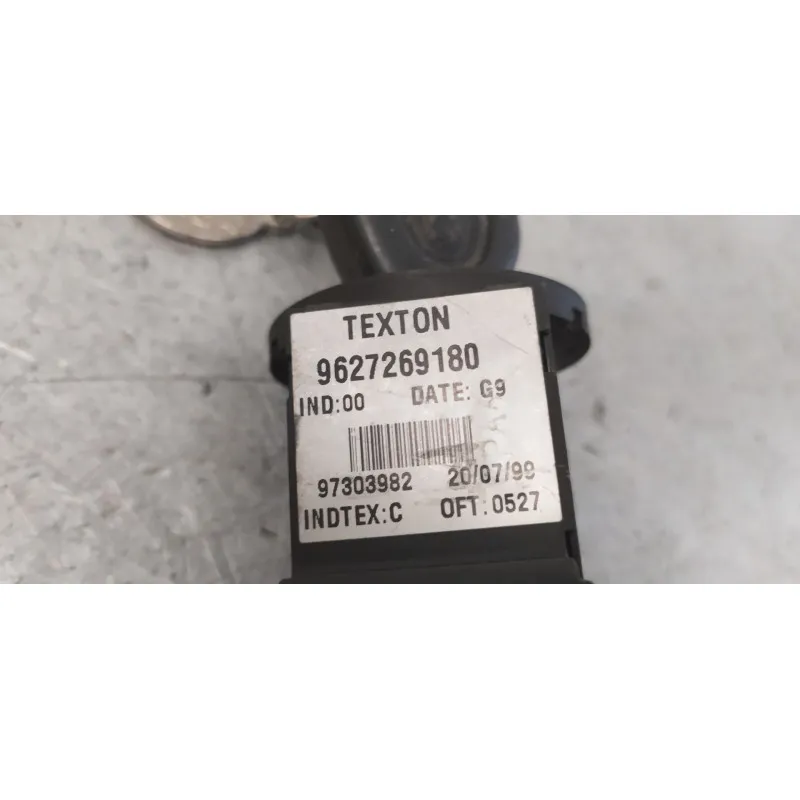 TEXTON
9627269180
IND:00 DATE: G9
97303982 20/07/99
INDTEX:C OFT:0527